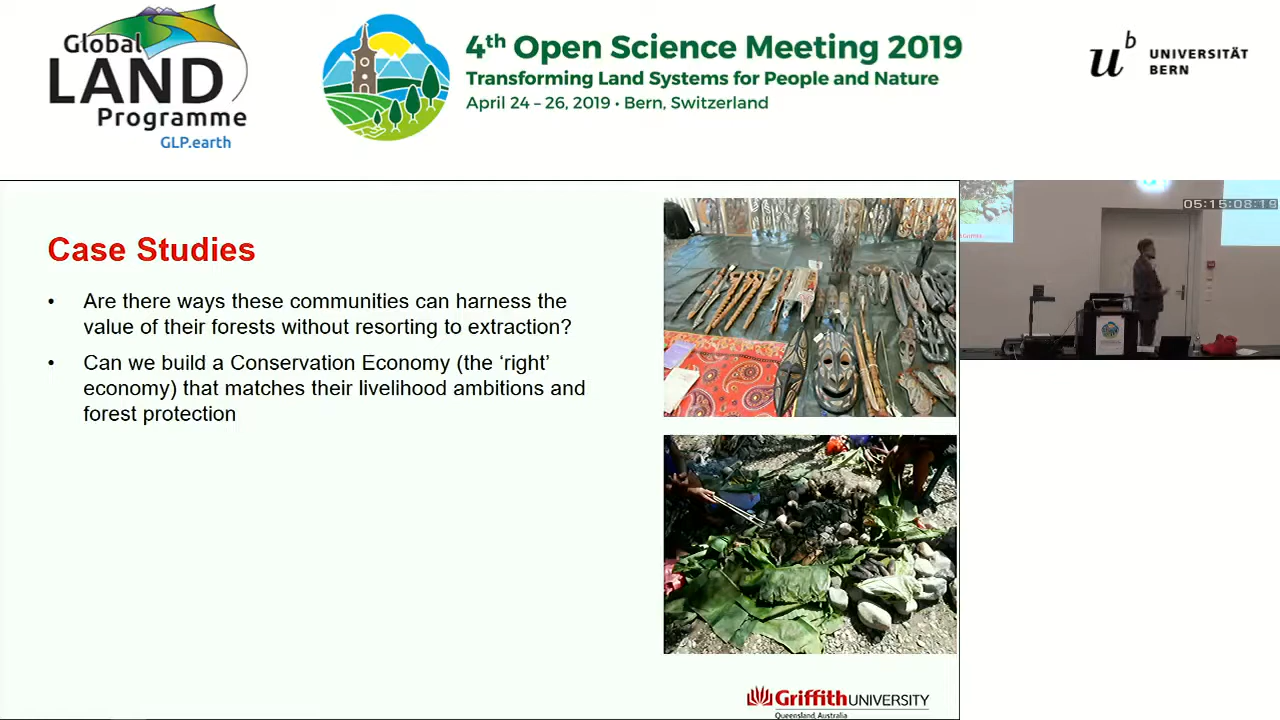 Global
LAND
Programme
GLP.earth
4th Open Science Meeting 2019
Transforming Land Systems for People and Nature
April 24 – 26, 2019 • Bern, Switzerland
u b
UNIVERSITÄT
BERN
05:15:08:19
Case Studies
• Are there ways these communities can harness the
value of their forests without resorting to extraction?
• Can we build a Conservation Economy (the ‘right’
economy) that matches their livelihood ambitions and
forest protection
Griffith UNIVERSITY
Queensland, Australia